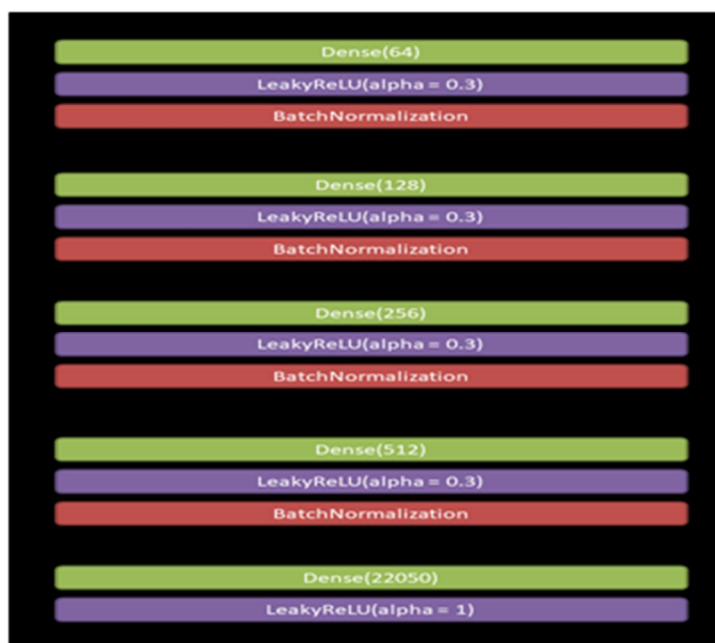 Dense(64)
LeakyReLU(alpha = 0.3)
BatchNormalization
Dense(128)
LeakyReLU(alpha = 0.3)
BatchNormalization
Dense(256)
LeakyReLU(alpha = 0.3)
BatchNormalization
Dense(512)
LeakyReLU(alpha = 0.3)
BatchNormalization
Dense(22050)
LeakyReLU(alpha = 1)